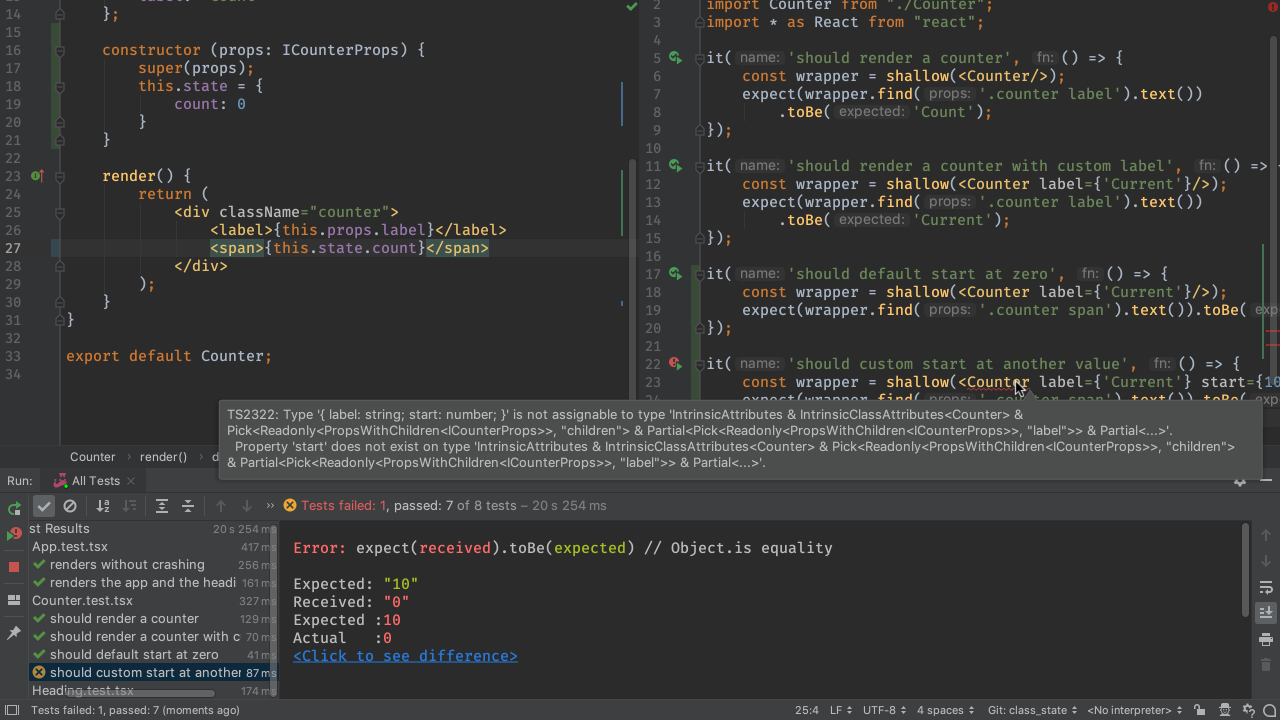 14 };
15
16 constructor (props: ICounterProps) {
17 super(props);
18 this.state = {
19 count: 0
20 }
21 }
22
23 render() {
24 return (
25 <div className="counter">
26 <label>{this.props.label}</label>
27 <span>{this.state.count}</span>
28 </div>
29 );
30 }
31 }
32
33 export default Counter;
34
2 import Counter from "./Counter";
3 import * as React from "react";
4
5 it( name: 'should render a counter', fn: () => {
6 const wrapper = shallow(<Counter/>);
7 expect(wrapper.find( props: '.counter label').text())
8 .toBe( expected: 'Count');
9 });
10
11 it( name: 'should render a counter with custom label', fn: () =>
12 const wrapper = shallow(<Counter label={'Current'}/>);
13 expect(wrapper.find( props: '.counter label').text())
14 .toBe( expected: 'Current');
15 });
16
17 it( name: 'should default start at zero', fn: () => {
18 const wrapper = shallow(<Counter label={'Current'}/>);
19 expect(wrapper.find( props: '.counter span').text()).toBe(
20 });
21
22 it( name: 'should custom start at another value', fn: () => {
23 const wrapper = shallow(<Counter label={'Current'} start={10
TS2322: Type '{ label: string; start: number; }' is not assignable to type 'IntrinsicAttributes & IntrinsicClassAttributes<Counter> &
Pick<Readonly<PropsWithChildren<ICounterProps>>, "children"> & Partial<Pick<Readonly<PropsWithChildren<ICounterProps>>, "label">> & Partial<...>'.
Property 'start' does not exist on type 'IntrinsicAttributes & IntrinsicClassAttributes<Counter> & Pick<Readonly<PropsWithChildren<ICounterProps>>, "children">
& Partial<Pick<Readonly<PropsWithChildren<ICounterProps>>, "label">> & Partial<...>'.
Counter › render() ›
Run: All Tests
Tests failed: 1, passed: 7 of 8 tests – 20 s 254 ms
st Results 20 s 254 ms
App.test.tsx 417 ms
renders without crashing 256 ms
renders the app and the headi 161 ms
Counter.test.tsx 327 ms
should render a counter 129 ms
should render a counter with c 70 ms
should default start at zero 41 ms
should custom start at another 87 ms
Heading.test.tsx 174 ms
Error: expect(received).toBe(expected) // Object.is equality
Expected: "10"
Received: "0"
Expected :10
Actual :0
<Click to see difference>
Tests failed: 1, passed: 7 (moments ago)
25:4 LF UTF-8 4 spaces Git: class_state <No interpreter>